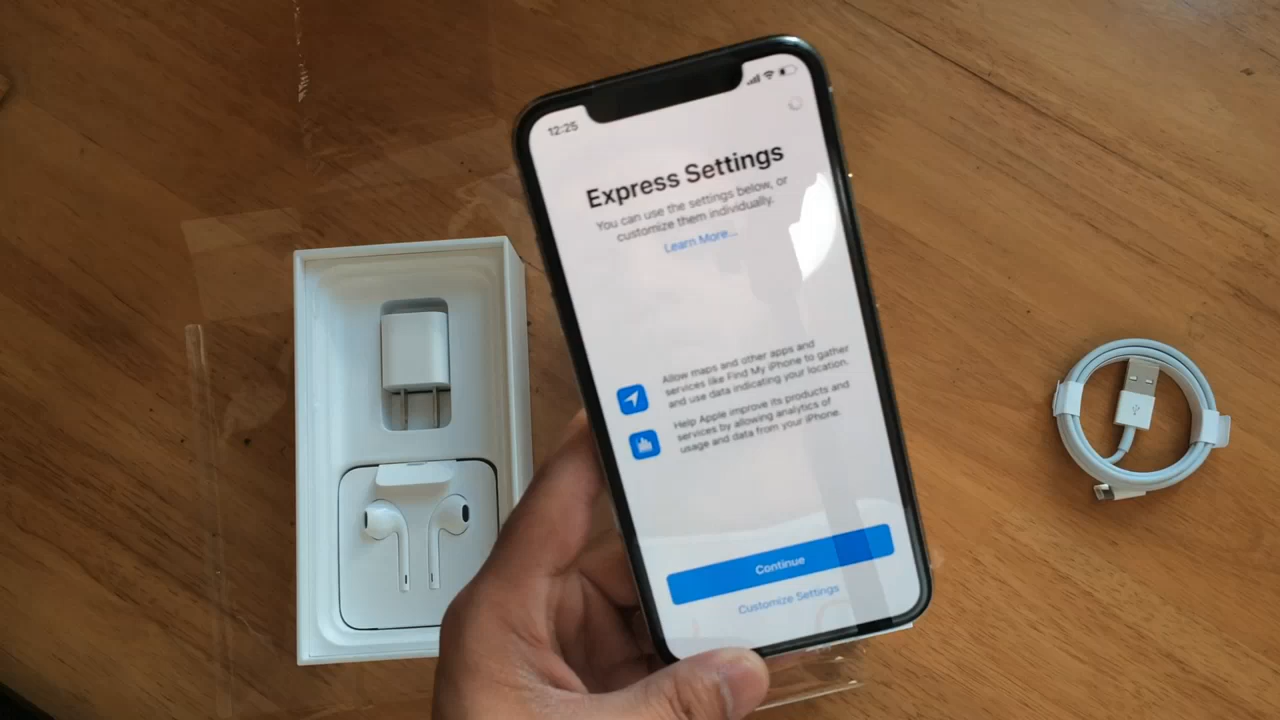 12:25
Express Settings
You can use the settings below, or
customize them individually.
Learn More...
Allow maps and other apps and
services like Find My iPhone to gather
and use data indicating your location.
Help Apple improve its products and
services by allowing analytics of
usage and data from your iPhone.
Continue
Customize Settings